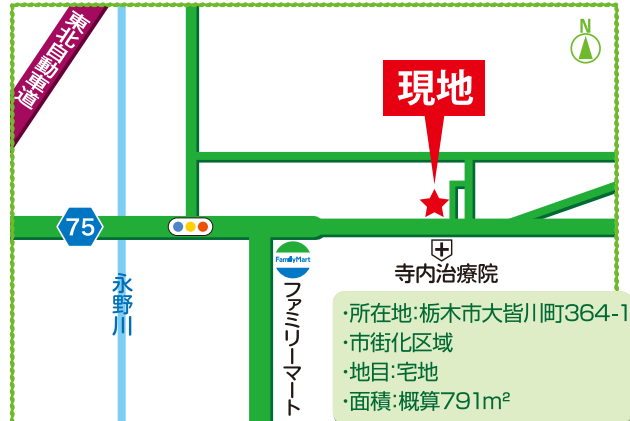 東北自動車道
N
現地
75
FamilyMart
寺内治療院
永野川
ファミリーマート
・所在地:栃木市大皆川町364-1
・市街化区域
・地目:宅地
・面積:概算791m²